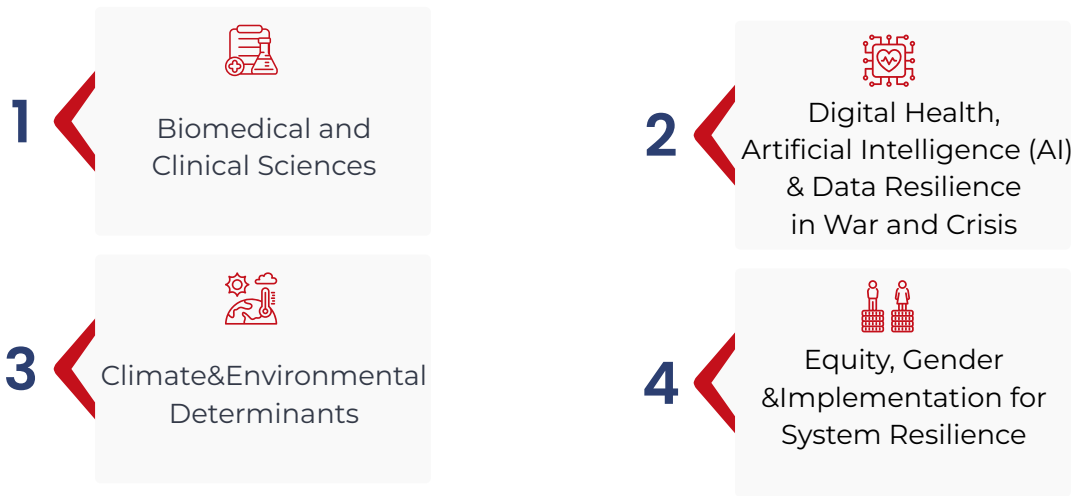 1
Biomedical and
Clinical Sciences
2
Digital Health,
Artificial Intelligence (AI)
& Data Resilience
in War and Crisis
3
Climate&Environmental
Determinants
4
Equity, Gender
&Implementation for
System Resilience